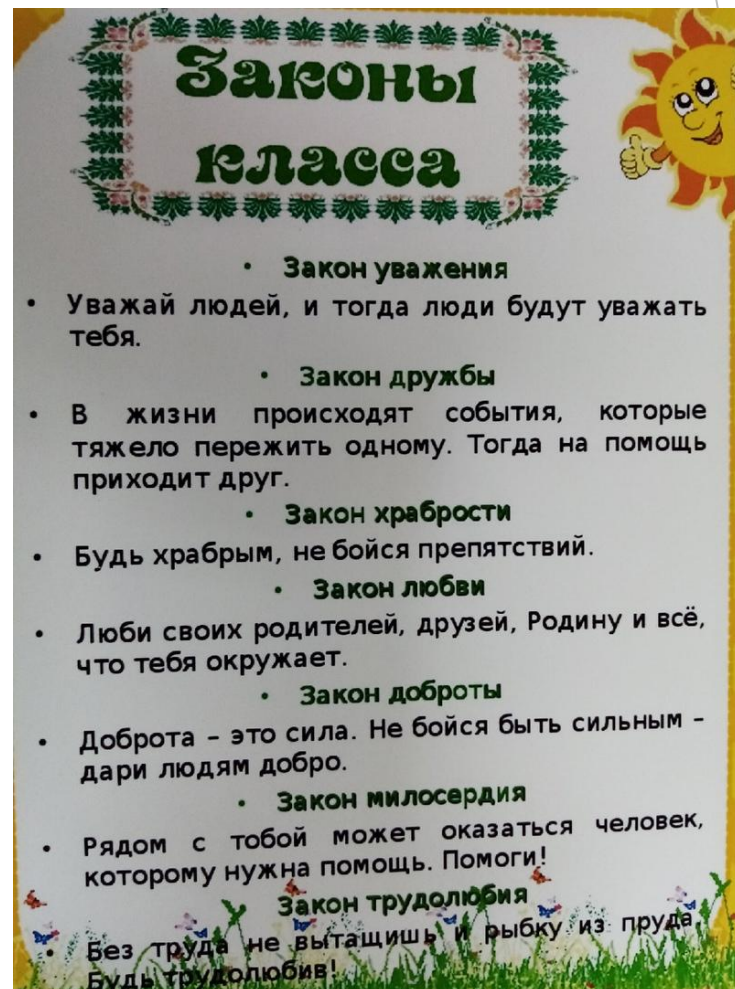 Законы
класса
• Закон уважения
• Уважай людей, и тогда люди будут уважать
тебя.
• Закон дружбы
• В жизни происходят события, которые
тяжело пережить одному. Тогда на помощь
приходит друг.
• Закон храбрости
• Будь храбрым, не бойся препятствий.
• Закон любви
• Люби своих родителей, друзей, Родину и всё,
что тебя окружает.
• Закон доброты
• Доброта – это сила. Не бойся быть сильным –
дари людям добро.
• Закон милосердия
• Рядом с тобой может оказаться человек,
которому нужна помощь. Помоги!
Закон трудолюбия
• Без труда не вытащишь и рыбку из пруда.
Будь трудолюбив!